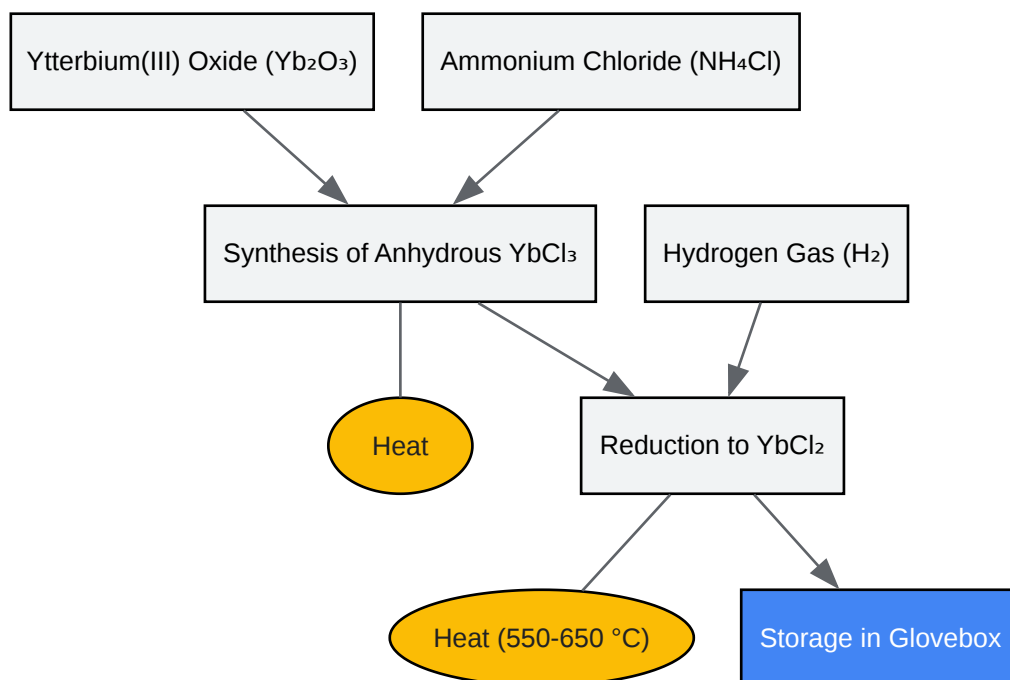 Ytterbium(III) Oxide (Yb₂O₃)
Ammonium Chloride (NH₄Cl)
Synthesis of Anhydrous YbCl₃
Hydrogen Gas (H₂)
Heat
Reduction to YbCl₂
Heat (550-650 °C)
Storage in Glovebox